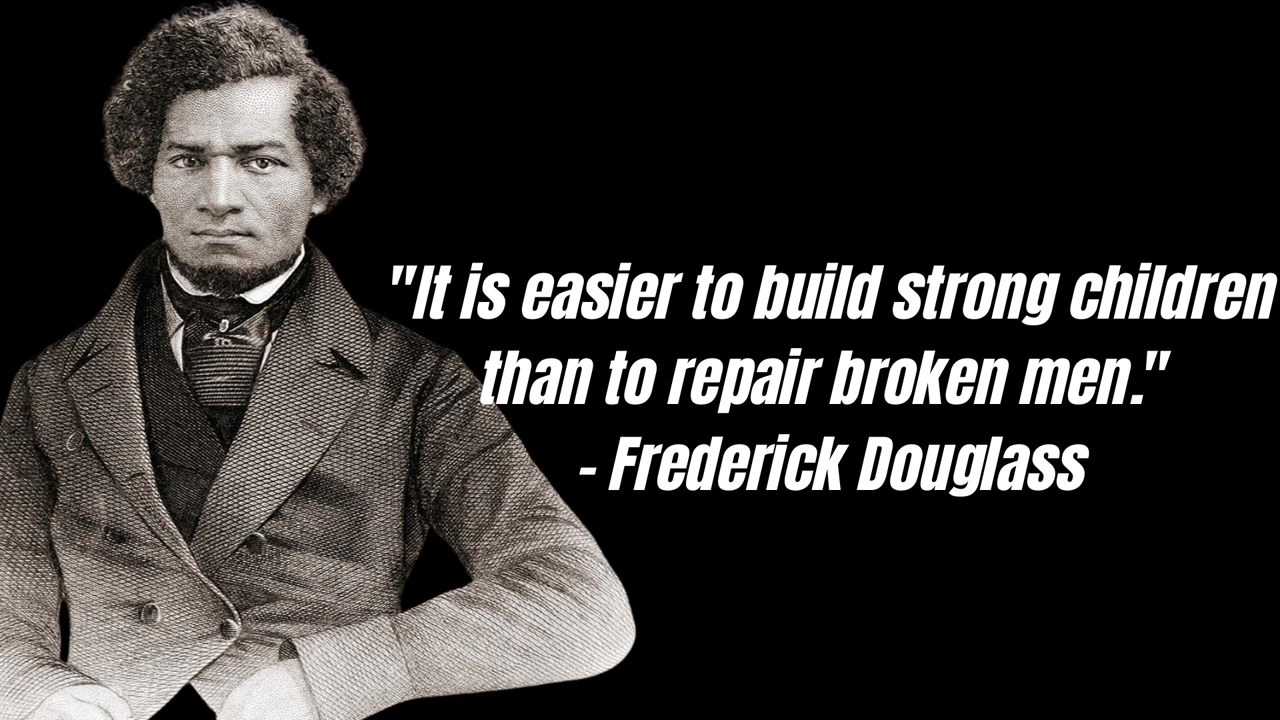 "It is easier to build strong children
than to repair broken men."
- Frederick Douglass